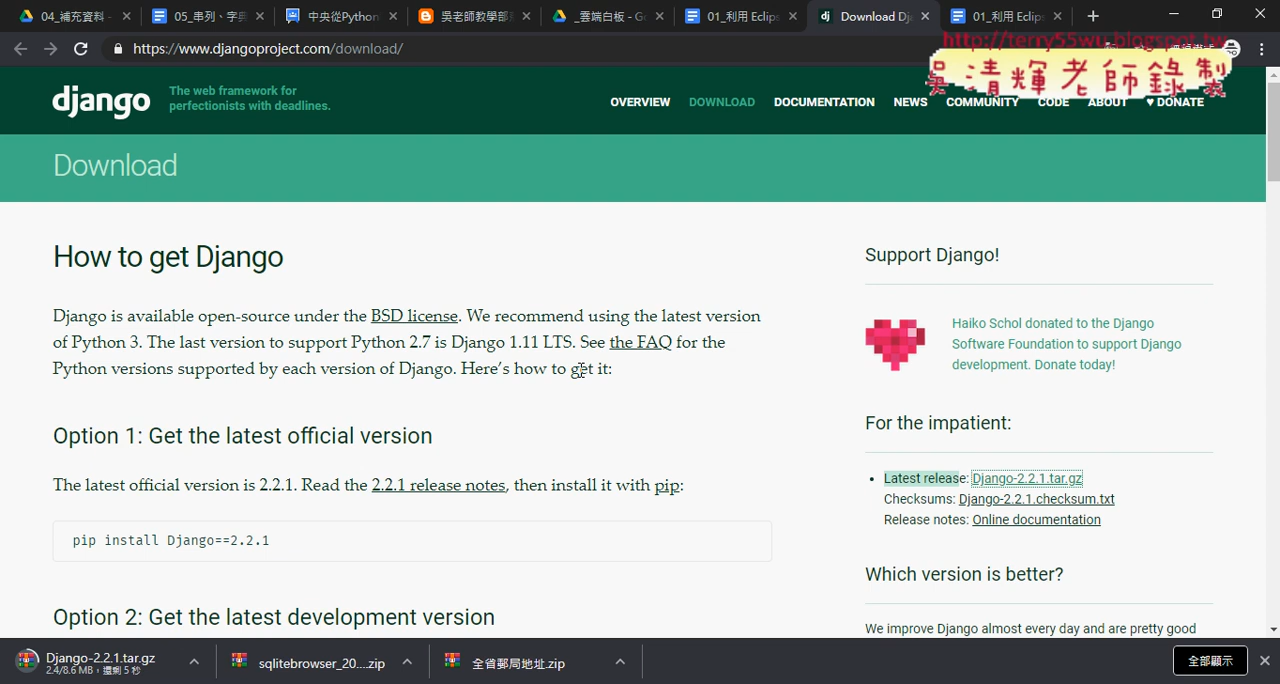 04_補充資料 -
05_串列、字典
中央從Python
吳老師教學部落
_雲端白板 - Go
01_利用 Eclips
Download Dj
01_利用 Eclips
https://www.djangoproject.com/download/
http://terry55wu.blogspot.tw
吳清輝老師錄製
django
The web framework for
perfectionists with deadlines.
OVERVIEW DOWNLOAD DOCUMENTATION NEWS COMMUNITY CODE ABOUT ♥ DONATE
Download
How to get Django
Django is available open-source under the BSD license. We recommend using the latest version
of Python 3. The last version to support Python 2.7 is Django 1.11 LTS. See the FAQ for the
Python versions supported by each version of Django. Here's how to get it:
Option 1: Get the latest official version
The latest official version is 2.2.1. Read the 2.2.1 release notes, then install it with pip:
pip install Django==2.2.1
Option 2: Get the latest development version
Support Django!
Haiko Schol donated to the Django
Software Foundation to support Django
development. Donate today!
For the impatient:
Latest release: Django-2.2.1.tar.gz
Checksums: Django-2.2.1.checksum.txt
Release notes: Online documentation
Which version is better?
We improve Django almost every day and are pretty good
Django-2.2.1.tar.gz
2.4/8.6 MB，還剩 5 秒
sqlitebrowser_20....zip
全省郵局地址.zip
全部顯示